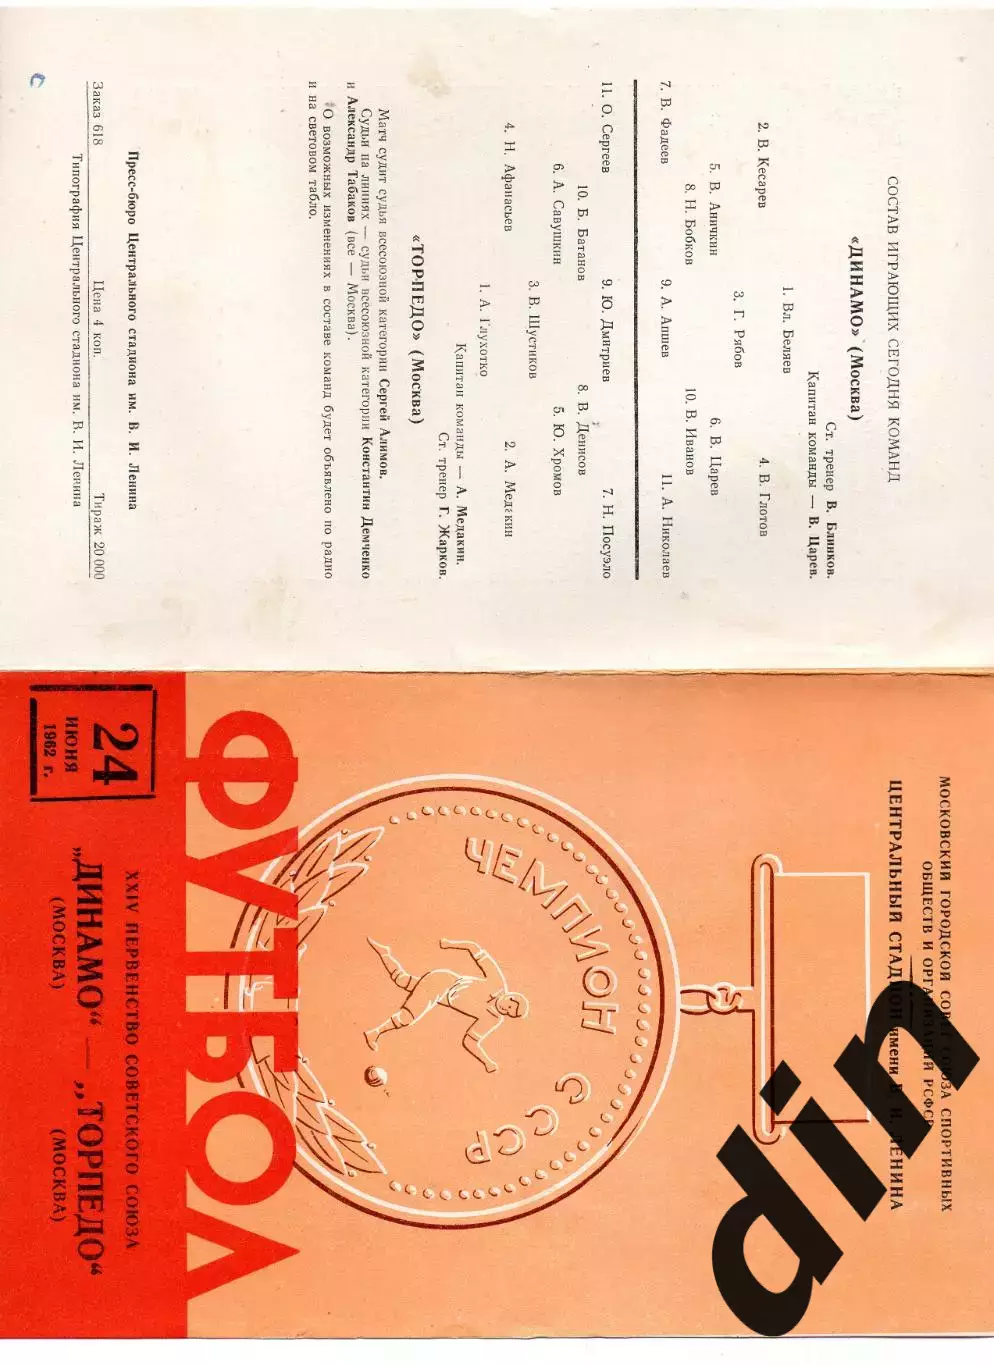 СОСТАВ ИГРАЮЩИХ СЕГОДНЯ КОМАНД
«ДИНАМО» (Москва)
Ст. тренер В. Блинков.
Капитан команды — В. Царев.
1. Вл. Беляев
2. В. Кесарев
3. Г. Рябов
4. В. Глотов
5. В. Аничкин
6. В. Царев
8. Н. Бобков
10. В. Иванов
7. В. Фадеев
9. А. Апшев
11. А. Николаев
11. О. Сергеев
9. Ю. Дмитриев
7. Н. Посуэло
10. Б. Батанов
8. В. Денисов
6. А. Савушкин
5. Ю. Хромов
3. В. Шустиков
4. Н. Афанасьев
2. А. Медакин
1. А. Глухотко
Капитан команды — А. Медакин.
Ст. тренер Г. Жарков.
«ТОРПЕДО» (Москва)
Матч судит судья всесоюзной категории Сергей Алимов.
Судьи на линиях — судьи всесоюзной категории Константин Демченко
и Александр Табаков (все — Москва).
О возможных изменениях в составе команд будет объявлено по радио
и на световом табло.
Пресс-бюро Центрального стадиона им. В. И. Ленина
Заказ 618 Цена 4 коп. Тираж 20 000
Типография Центрального стадиона им. В. И. Ленина
МОСКОВСКИЙ ГОРОДСКОЙ СОВЕТ СОЮЗА СПОРТИВНЫХ
ОБЩЕСТВ И ОРГАНИЗАЦИЙ РСФСР
ЦЕНТРАЛЬНЫЙ СТАДИОН имени В. И. ЛЕНИНА
ЧЕМПИОН СССР
ФУТБОЛ
24
ИЮНЯ
1962 г.
XXIV ПЕРВЕНСТВО СОВЕТСКОГО СОЮЗА
„ДИНАМО“ — „ТОРПЕДО“
(МОСКВА) (МОСКВА)
din